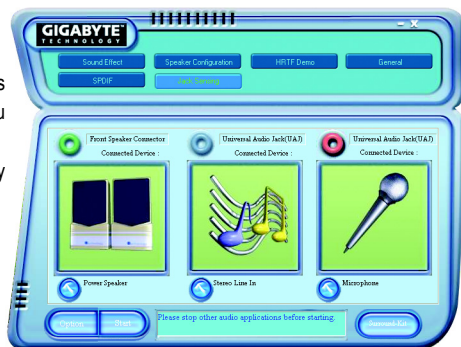 GIGABYTE™
TECHNOLOGY
Sound Effect
Speaker Configuration
HRTF Demo
General
SPDIF
Jack Sensing
Front Speaker Connector
Connected Device :
Universal Audio Jack(UAJ)
Connected Device :
Universal Audio Jack(UAJ)
Connected Device :
Power Speaker
Stereo Line In
Microphone
Option
Start
Please stop other audio applications before starting.
Surround-Kit